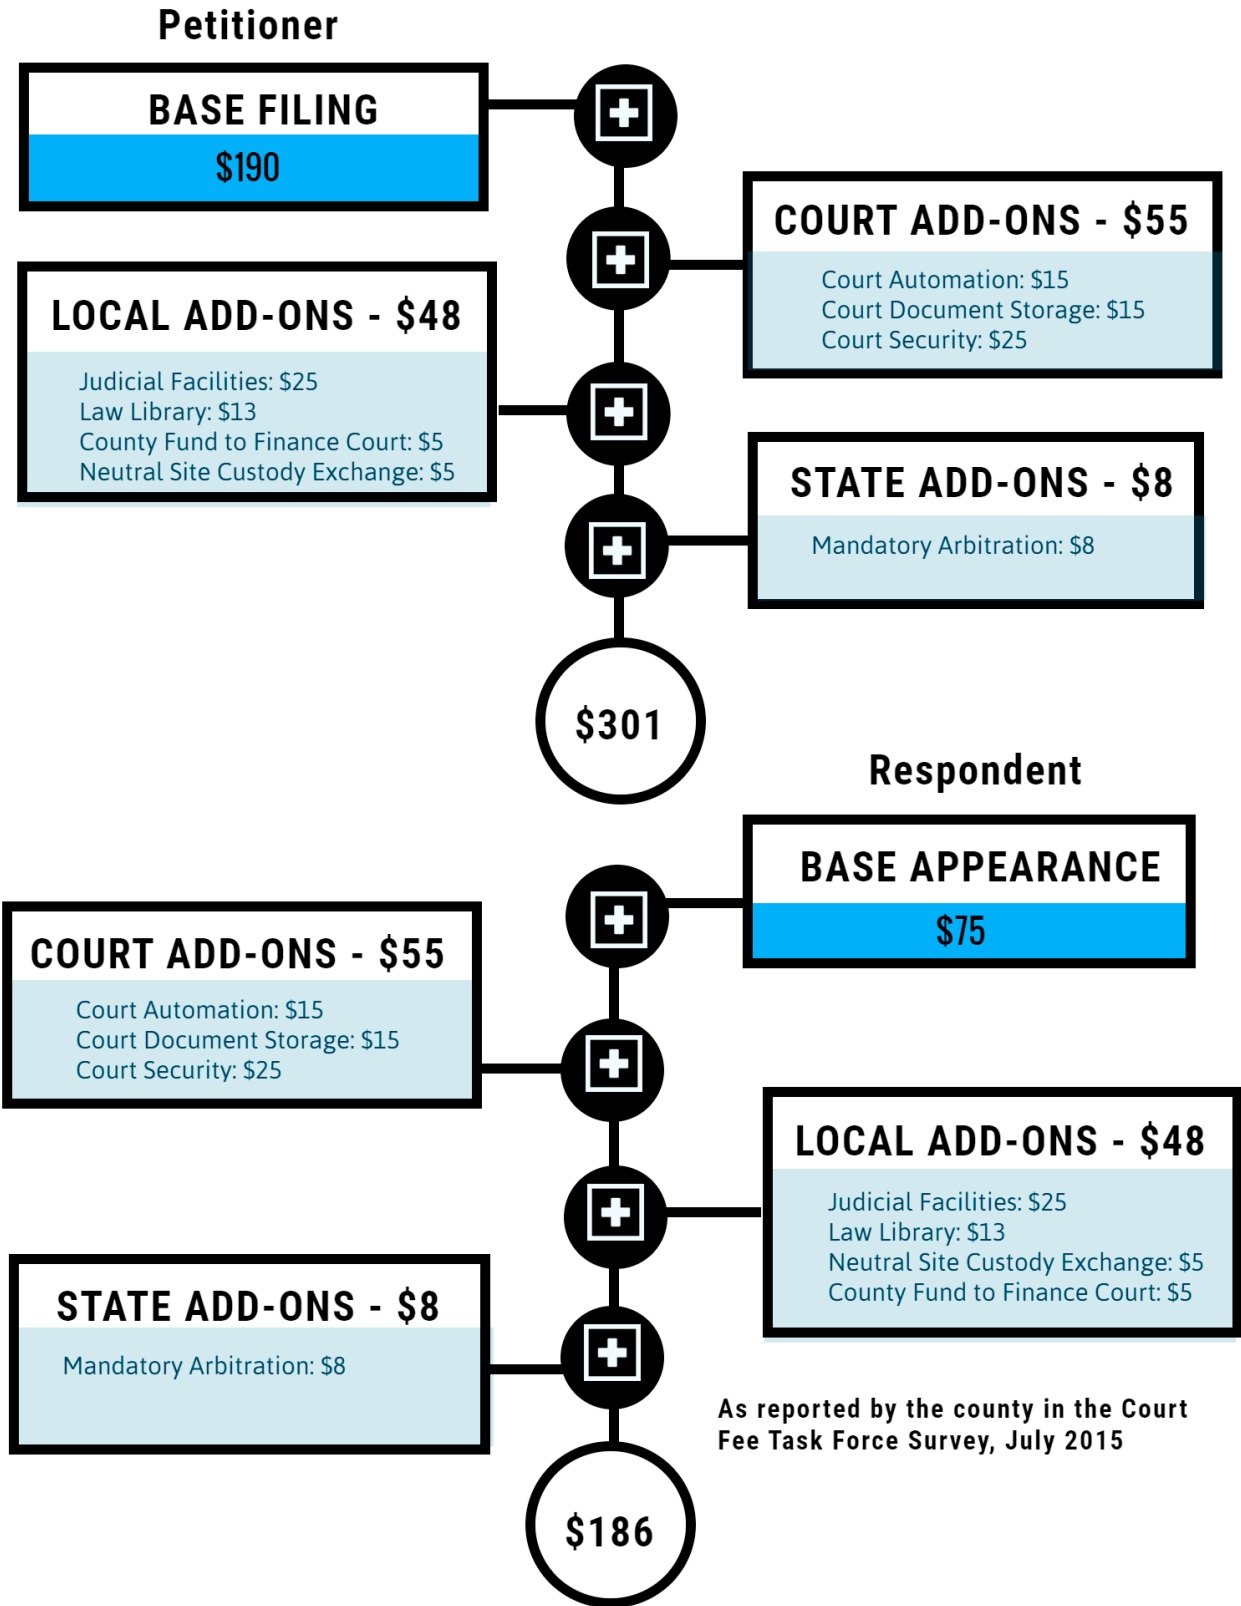 Petitioner
BASE FILING
$190
COURT ADD-ONS - $55
Court Automation: $15
Court Document Storage: $15
Court Security: $25
LOCAL ADD-ONS - $48
Judicial Facilities: $25
Law Library: $13
County Fund to Finance Court: $5
Neutral Site Custody Exchange: $5
STATE ADD-ONS - $8
Mandatory Arbitration: $8
$301
Respondent
BASE APPEARANCE
$75
COURT ADD-ONS - $55
Court Automation: $15
Court Document Storage: $15
Court Security: $25
LOCAL ADD-ONS - $48
Judicial Facilities: $25
Law Library: $13
Neutral Site Custody Exchange: $5
County Fund to Finance Court: $5
STATE ADD-ONS - $8
Mandatory Arbitration: $8
As reported by the county in the Court
Fee Task Force Survey, July 2015
$186